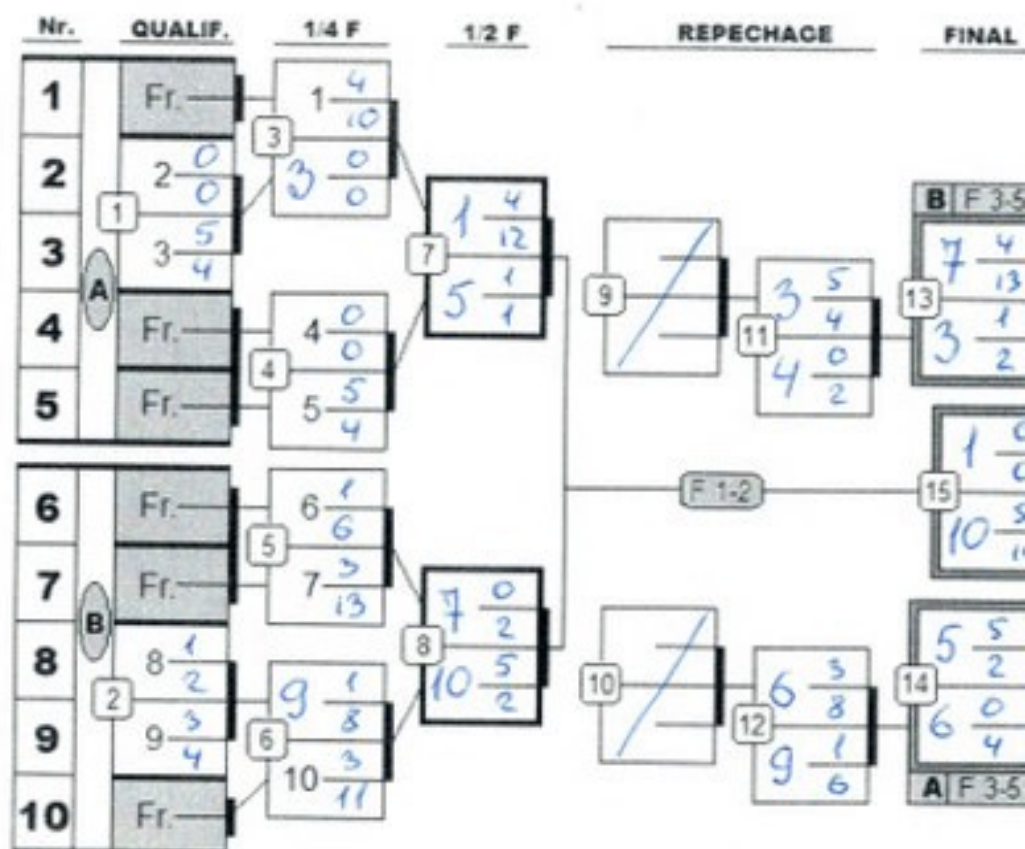 Nr. QUALIF. 1/4 F 1/2 F REPECHAGE FINAL
1 Fr. 1 4 10
3
2 2 0 0 3 0 0
1
3 3 5 4
A
4 Fr. 4 0 0
4
5 Fr. 5 5 4
6 Fr. 6 1 6
5
7 Fr. 7 3 13
B
8 8 1 2
2
9 9 3 4
9 1 8
6
10 3 11
10 Fr.
1 4 12
7
5 1 1
7 0 2
8
10 5 2
9
3 5 4
11
4 0 2
F 1-2
10
6 3 8
12
9 1 6
B F 3-5
7 4 13
13
3 1 2
1 0
15
10
5 5 2
14
6 0 4
A F 3-5